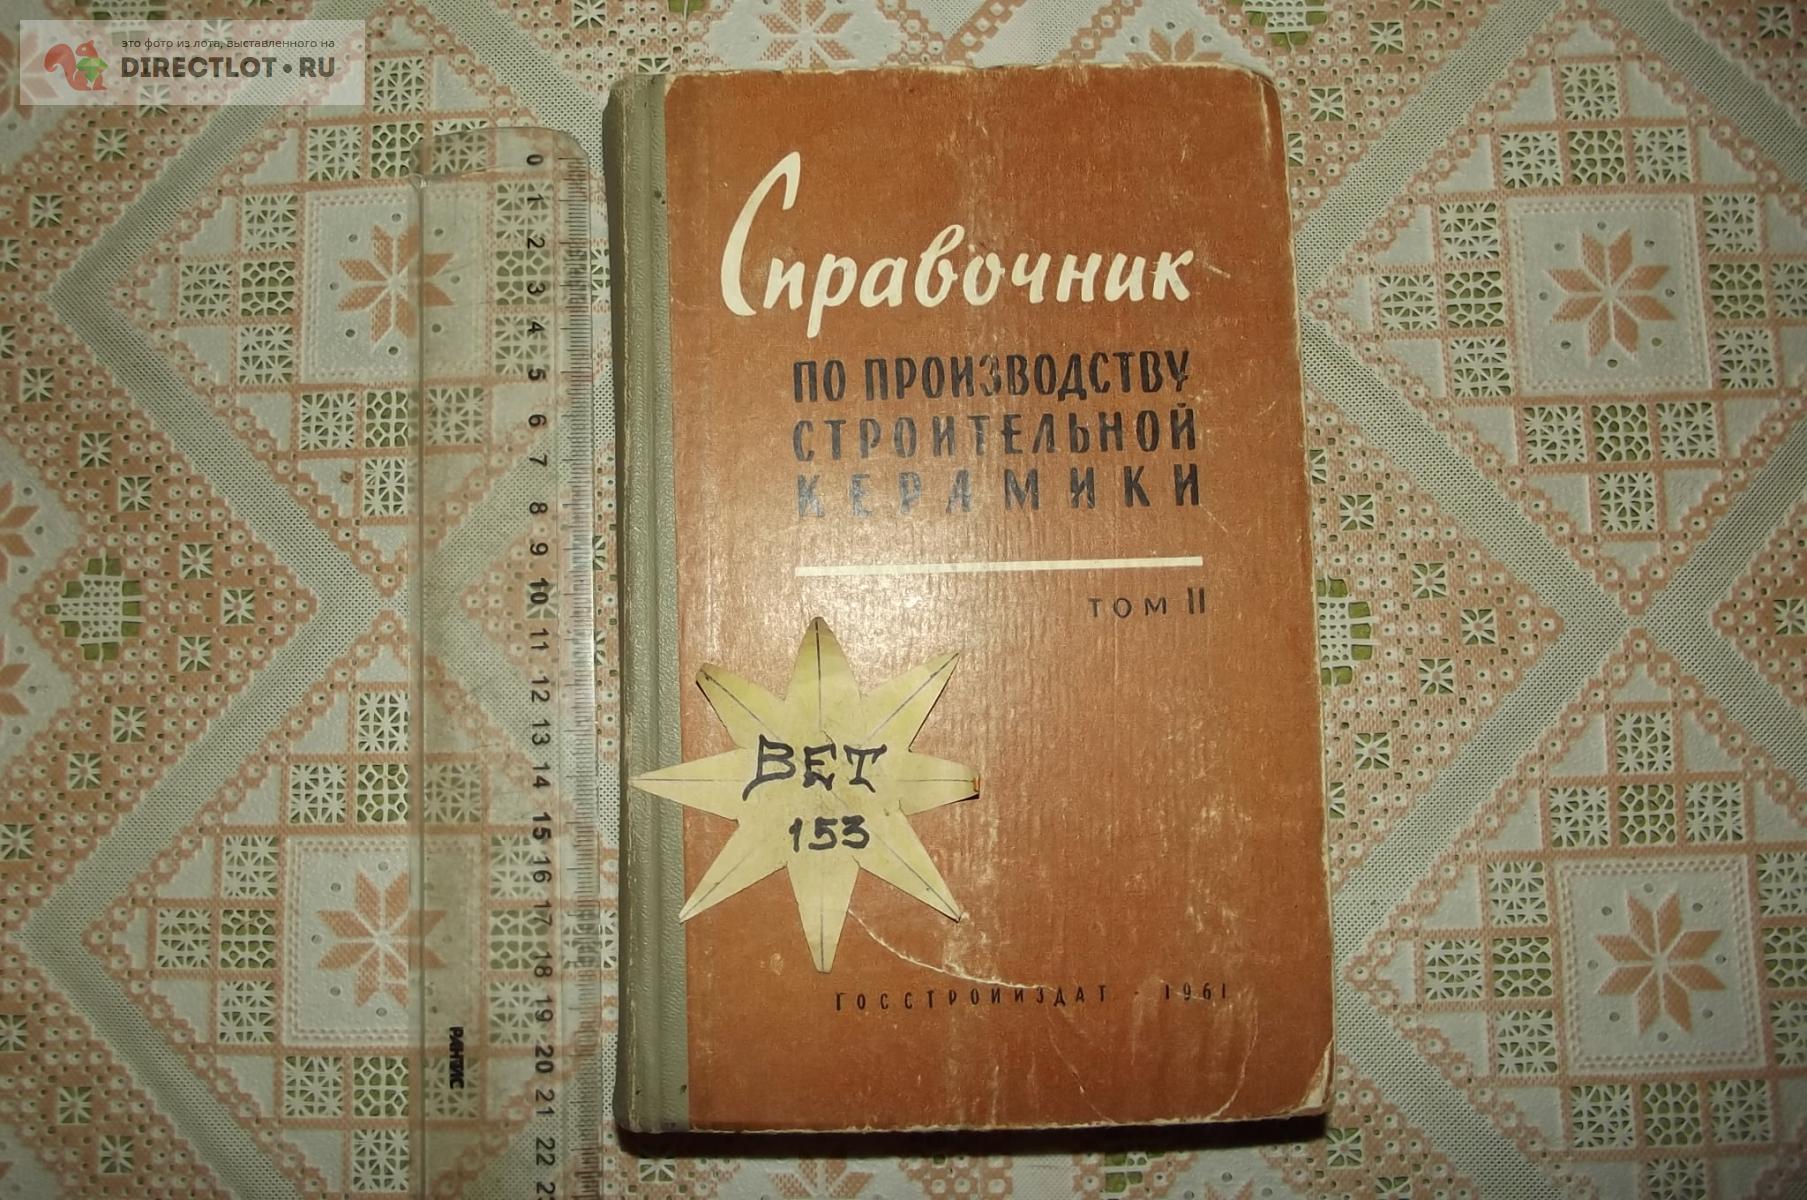 это фото из лота, выставленного на
DIRECTLOT•RU
Справочник
ПО ПРОИЗВОДСТВУ
СТРОИТЕЛЬНОЙ
КЕРАМИКИ
ТОМ II
ВЕТ
153
ГОССТРОЙИЗДАТ - 1961
0
1
2
3
4
5
6
7
8
9
10
11
12
13
14
15
16
17
18
19
20
21
22
РАНТИС